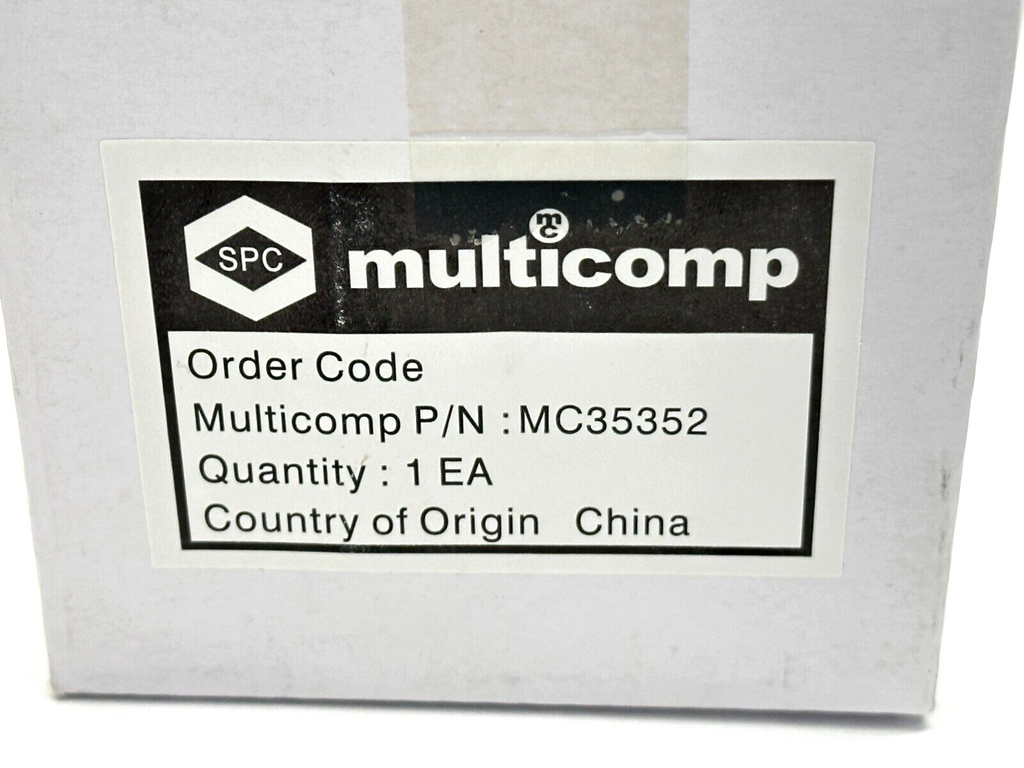 SPC
mc
multicomp
Order Code
Multicomp P/N : MC35352
Quantity : 1 EA
Country of Origin China